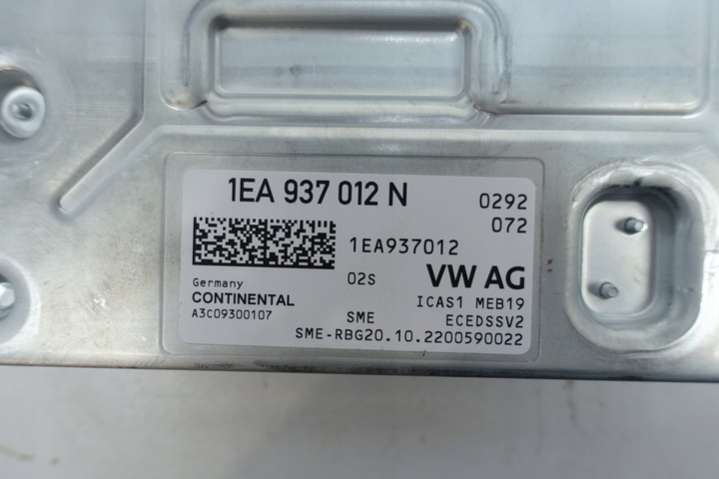 1EA 937 012 N 0292
072
1EA937012
Germany 02S VW AG
CONTINENTAL ICAS1 MEB19
A3C09300107 SME ECEDSSV2
SME-RBG20.10.2200590022